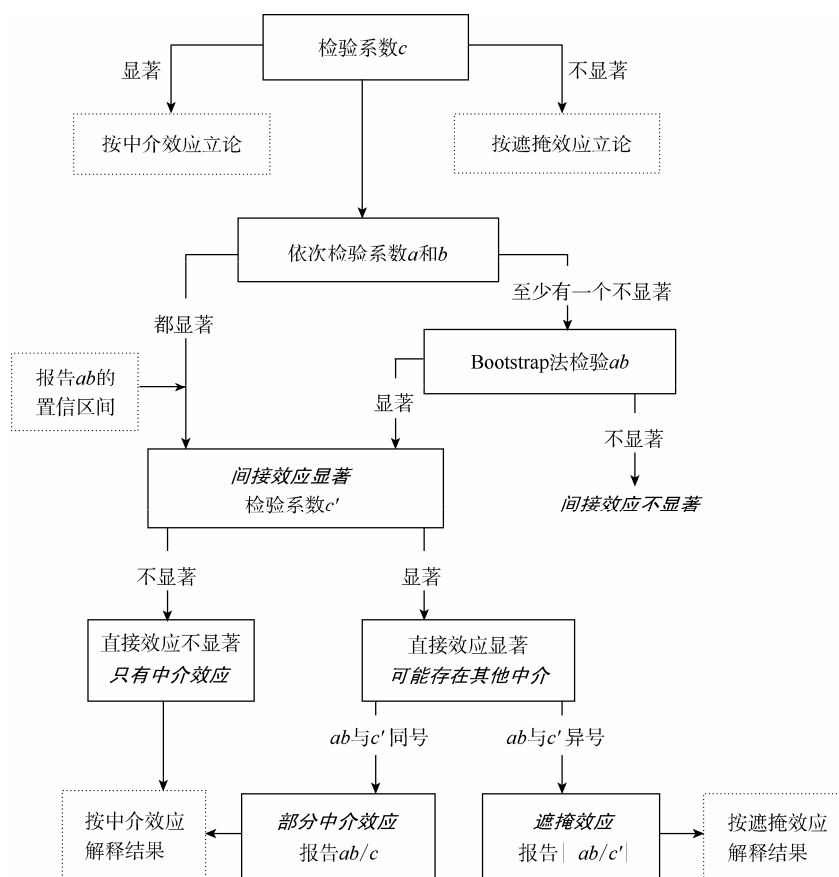 检验系数c
显著
不显著
按中介效应立论
按遮掩效应立论
依次检验系数a和b
至少有一个不显著
都显著
Bootstrap法检验ab
报告ab的
置信区间
显著
不显著
间接效应显著
检验系数c′
间接效应不显著
不显著
显著
直接效应不显著
只有中介效应
直接效应显著
可能存在其他中介
ab与c′同号
ab与c′异号
按中介效应
解释结果
部分中介效应
报告ab/c
遮掩效应
报告| ab/c′|
按遮掩效应
解释结果